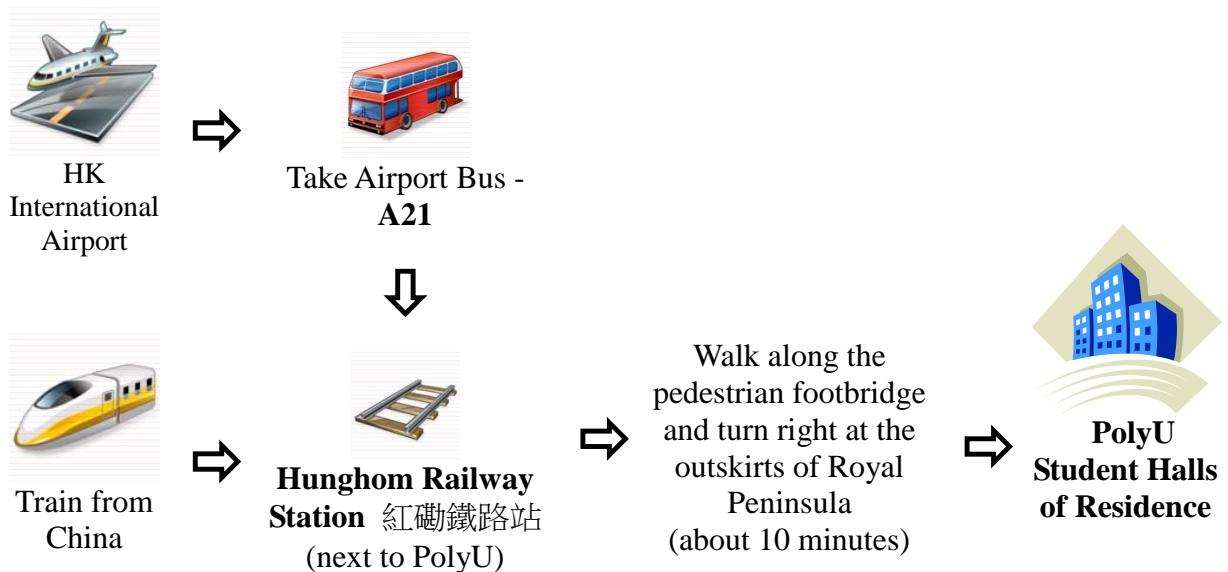 HK
International
Airport
Take Airport Bus -
A21
Train from
China
Hunghom Railway
Station 紅磡鐵路站
(next to PolyU)
Walk along the
pedestrian footbridge
and turn right at the
outskirts of Royal
Peninsula
(about 10 minutes)
PolyU
Student Halls
of Residence